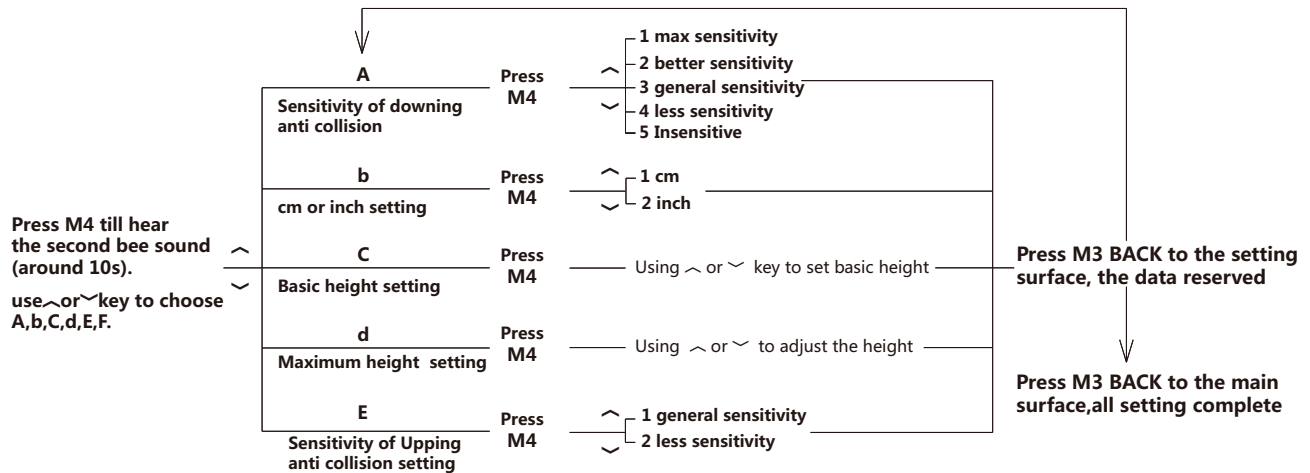 Press M4 till hear
the second bee sound
(around 10s).
use︿or﹀key to choose
A,b,C,d,E,F.
︿
﹀
A
Sensitivity of downing
anti collision
Press
M4
︿
﹀
1 max sensitivity
2 better sensitivity
3 general sensitivity
4 less sensitivity
5 Insensitive
b
cm or inch setting
Press
M4
︿
﹀
1 cm
2 inch
C
Basic height setting
Press
M4
Using ︿ or ﹀ key to set basic height
d
Maximum height setting
Press
M4
Using ︿ or ﹀ to adjust the height
E
Sensitivity of Upping
anti collision setting
Press
M4
︿
﹀
1 general sensitivity
2 less sensitivity
Press M3 BACK to the setting
surface, the data reserved
Press M3 BACK to the main
surface,all setting complete